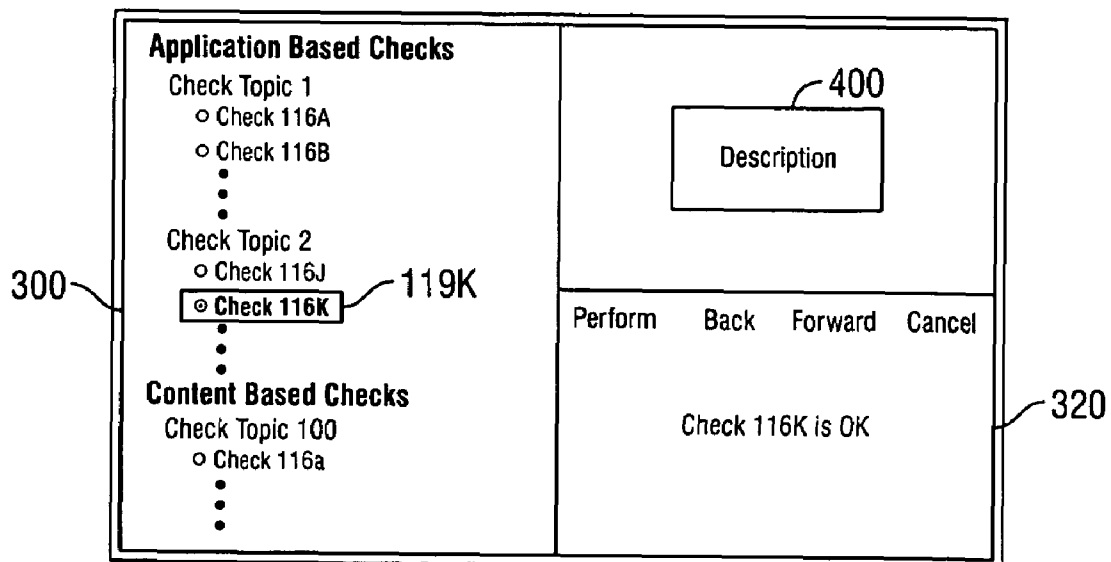 Application Based Checks
Check Topic 1
Check 116A
Check 116B
Check Topic 2
Check 116J
Check 116K
Content Based Checks
Check Topic 100
Check 116a
300
119K
400
Description
Perform Back Forward Cancel
Check 116K is OK
320